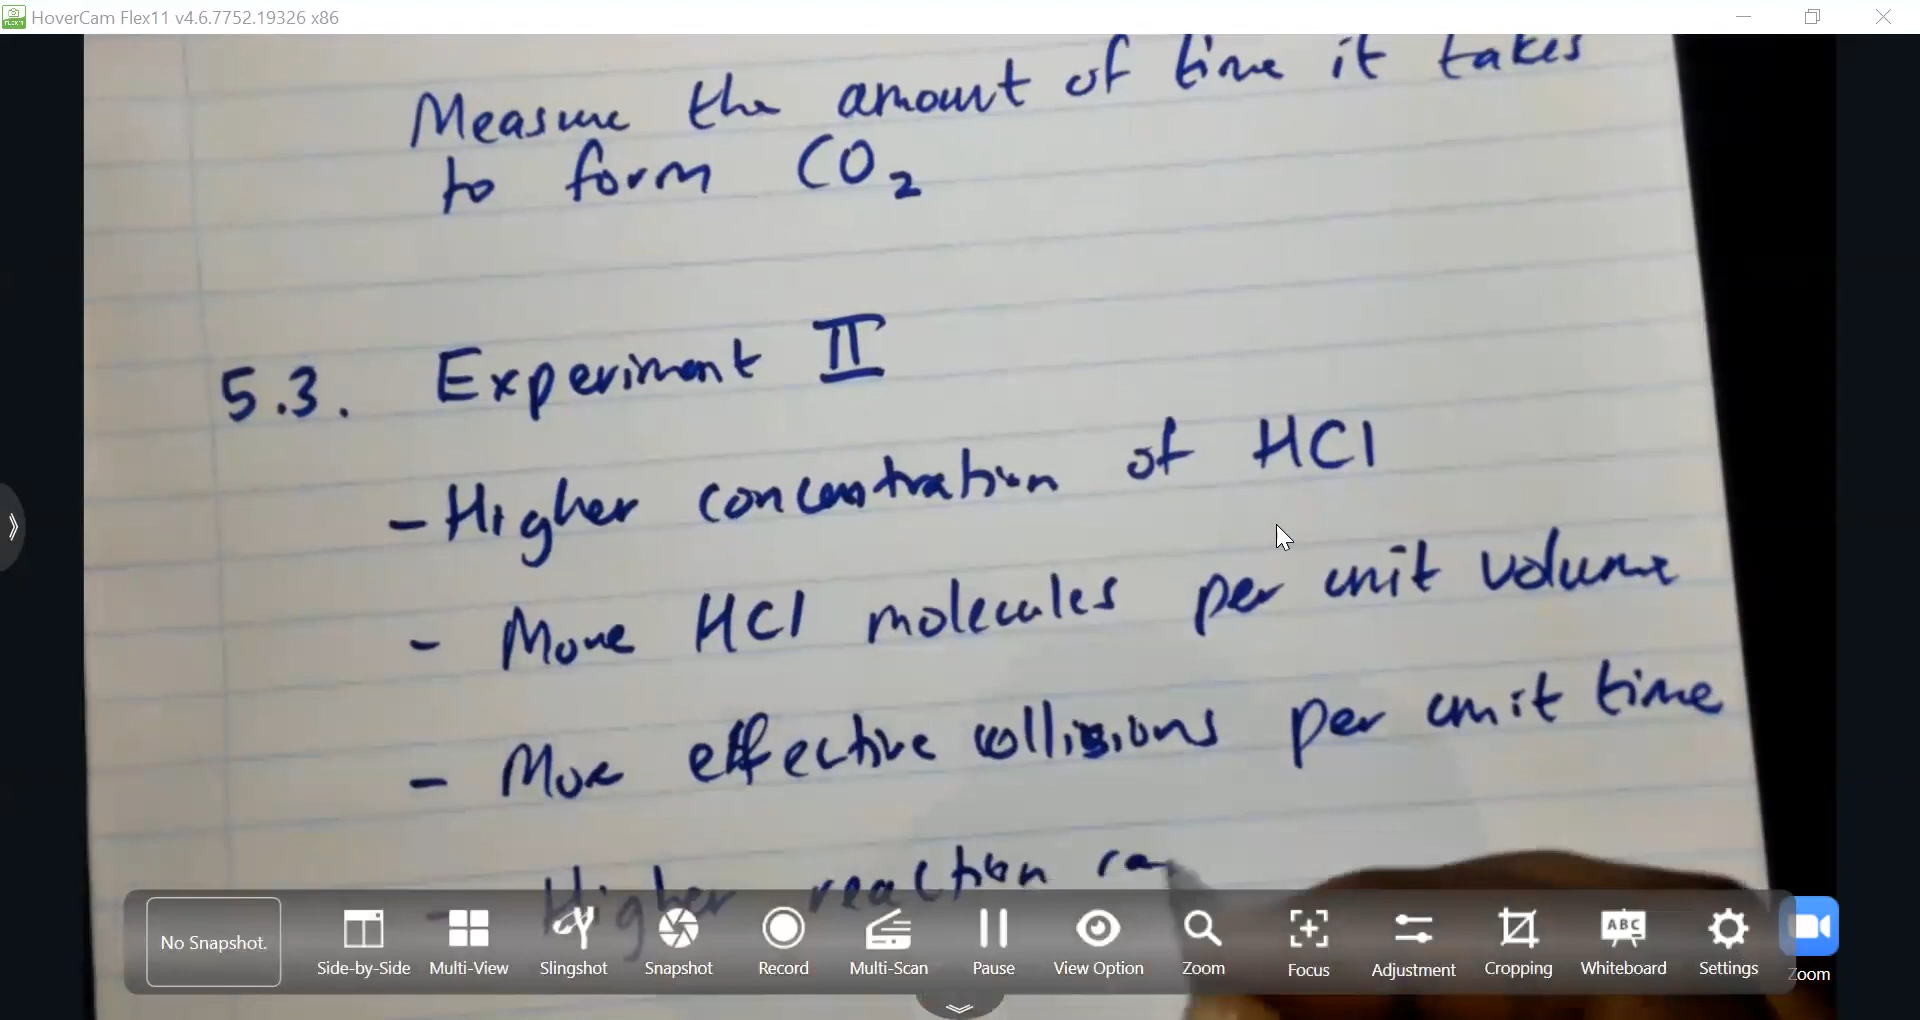 HoverCam Flex11 v4.6.7752.19326 x86
Measure the amount of time it takes
to form CO₂
5.3. Experiment II
- Higher concentration of HCl
- More HCl molecules per unit volume
- More effective collisions per unit time
- Higher reaction ra
No Snapshot.
Side-by-Side
Multi-View
Slingshot
Snapshot
Record
Multi-Scan
Pause
View Option
Zoom
Focus
Adjustment
Cropping
ABC
Whiteboard
Settings
Zoom